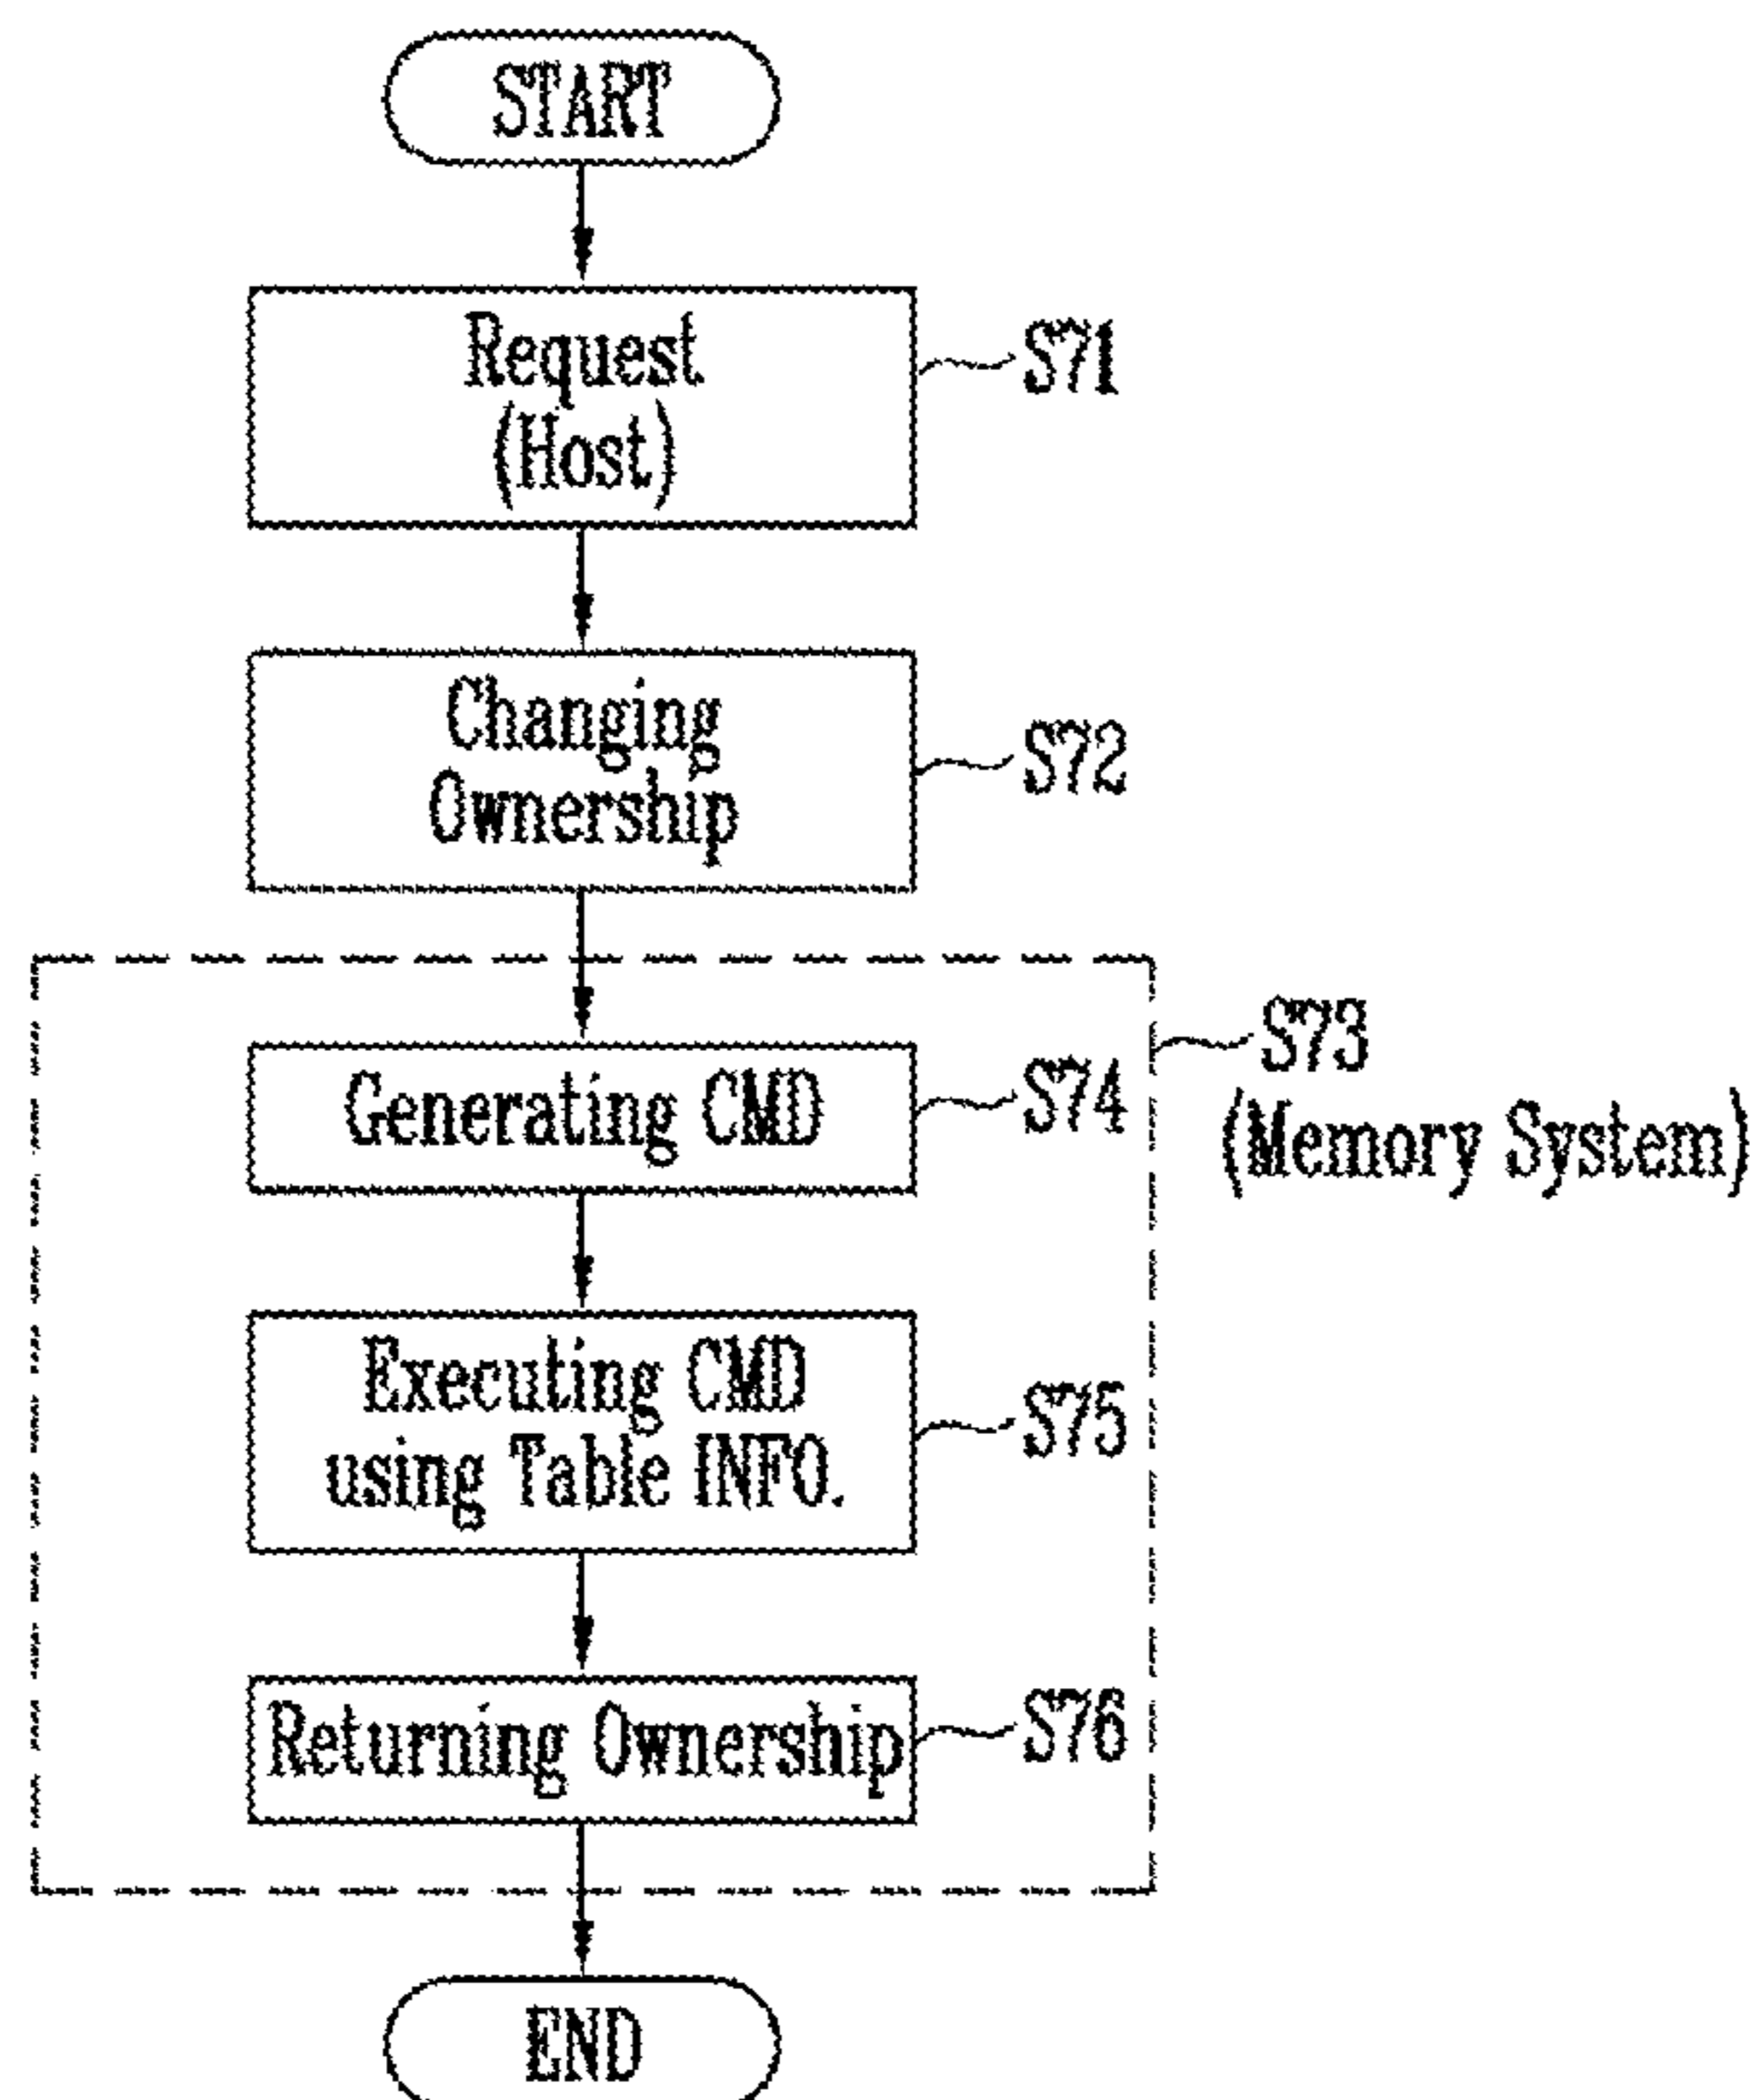 START
Request
(Host)
S71
Changing
Ownership
S72
S73
(Memory System)
Generating CMD
S74
Executing CMD
using Table INFO.
S75
Returning Ownership
S76
END